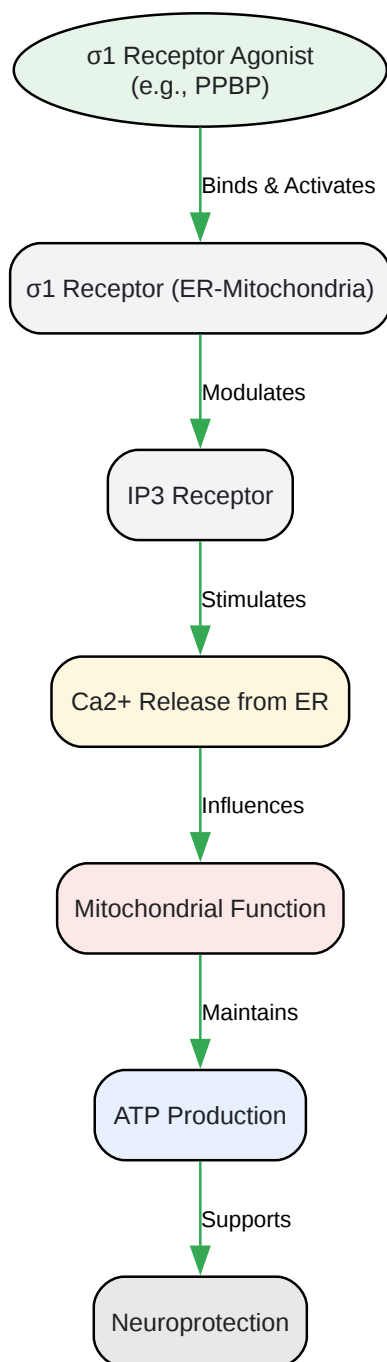 σ1 Receptor Agonist
(e.g., PPBP)
Binds & Activates
σ1 Receptor (ER-Mitochondria)
Modulates
IP3 Receptor
Stimulates
Ca2+ Release from ER
Influences
Mitochondrial Function
Maintains
ATP Production
Supports
Neuroprotection